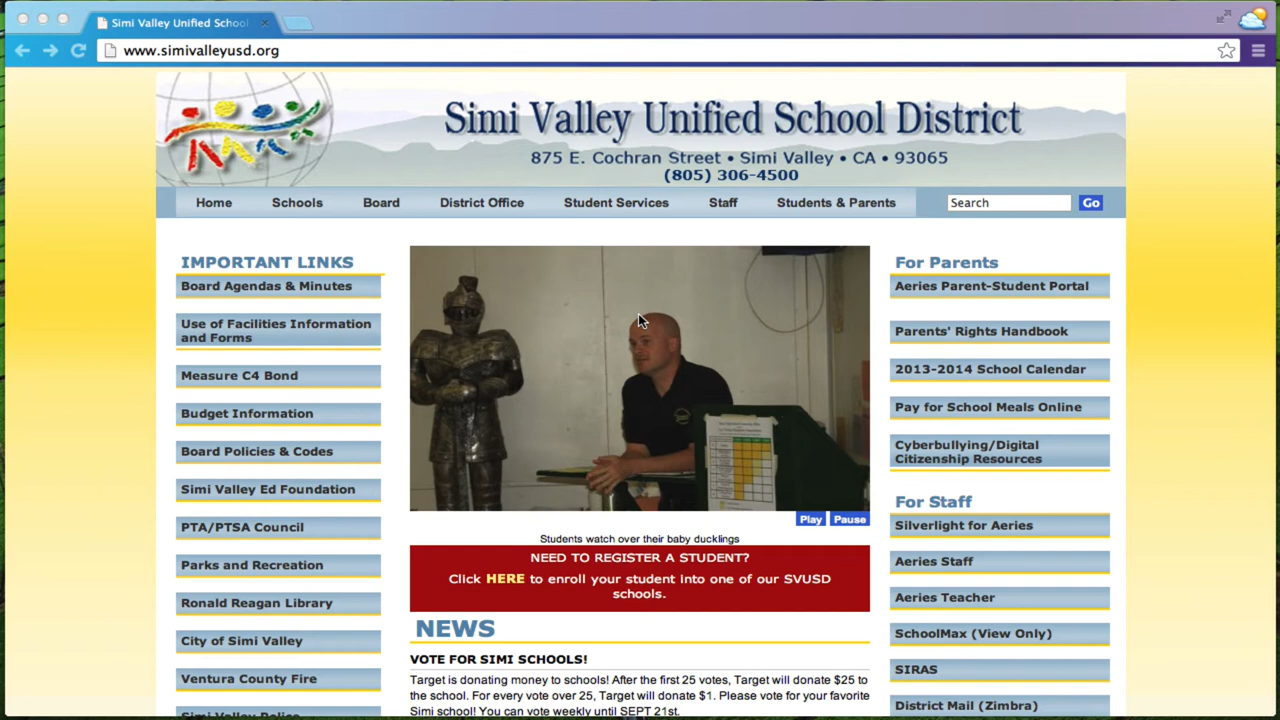 Simi Valley Unified School
www.simivalleyusd.org
Simi Valley Unified School District
875 E. Cochran Street • Simi Valley • CA • 93065
(805) 306-4500
Home Schools Board District Office Student Services Staff Students & Parents Search Go
IMPORTANT LINKS
Board Agendas & Minutes
Use of Facilities Information
and Forms
Measure C4 Bond
Budget Information
Board Policies & Codes
Simi Valley Ed Foundation
PTA/PTSA Council
Parks and Recreation
Ronald Reagan Library
City of Simi Valley
Ventura County Fire
Simi Valley Police
Play Pause
Students watch over their baby ducklings
NEED TO REGISTER A STUDENT?
Click HERE to enroll your student into one of our SVUSD
schools.
NEWS
VOTE FOR SIMI SCHOOLS!
Target is donating money to schools! After the first 25 votes, Target will donate $25 to
the school. For every vote over 25, Target will donate $1. Please vote for your favorite
Simi school! You can vote weekly until SEPT 21st.
For Parents
Aeries Parent-Student Portal
Parents' Rights Handbook
2013-2014 School Calendar
Pay for School Meals Online
Cyberbullying/Digital
Citizenship Resources
For Staff
Silverlight for Aeries
Aeries Staff
Aeries Teacher
SchoolMax (View Only)
SIRAS
District Mail (Zimbra)